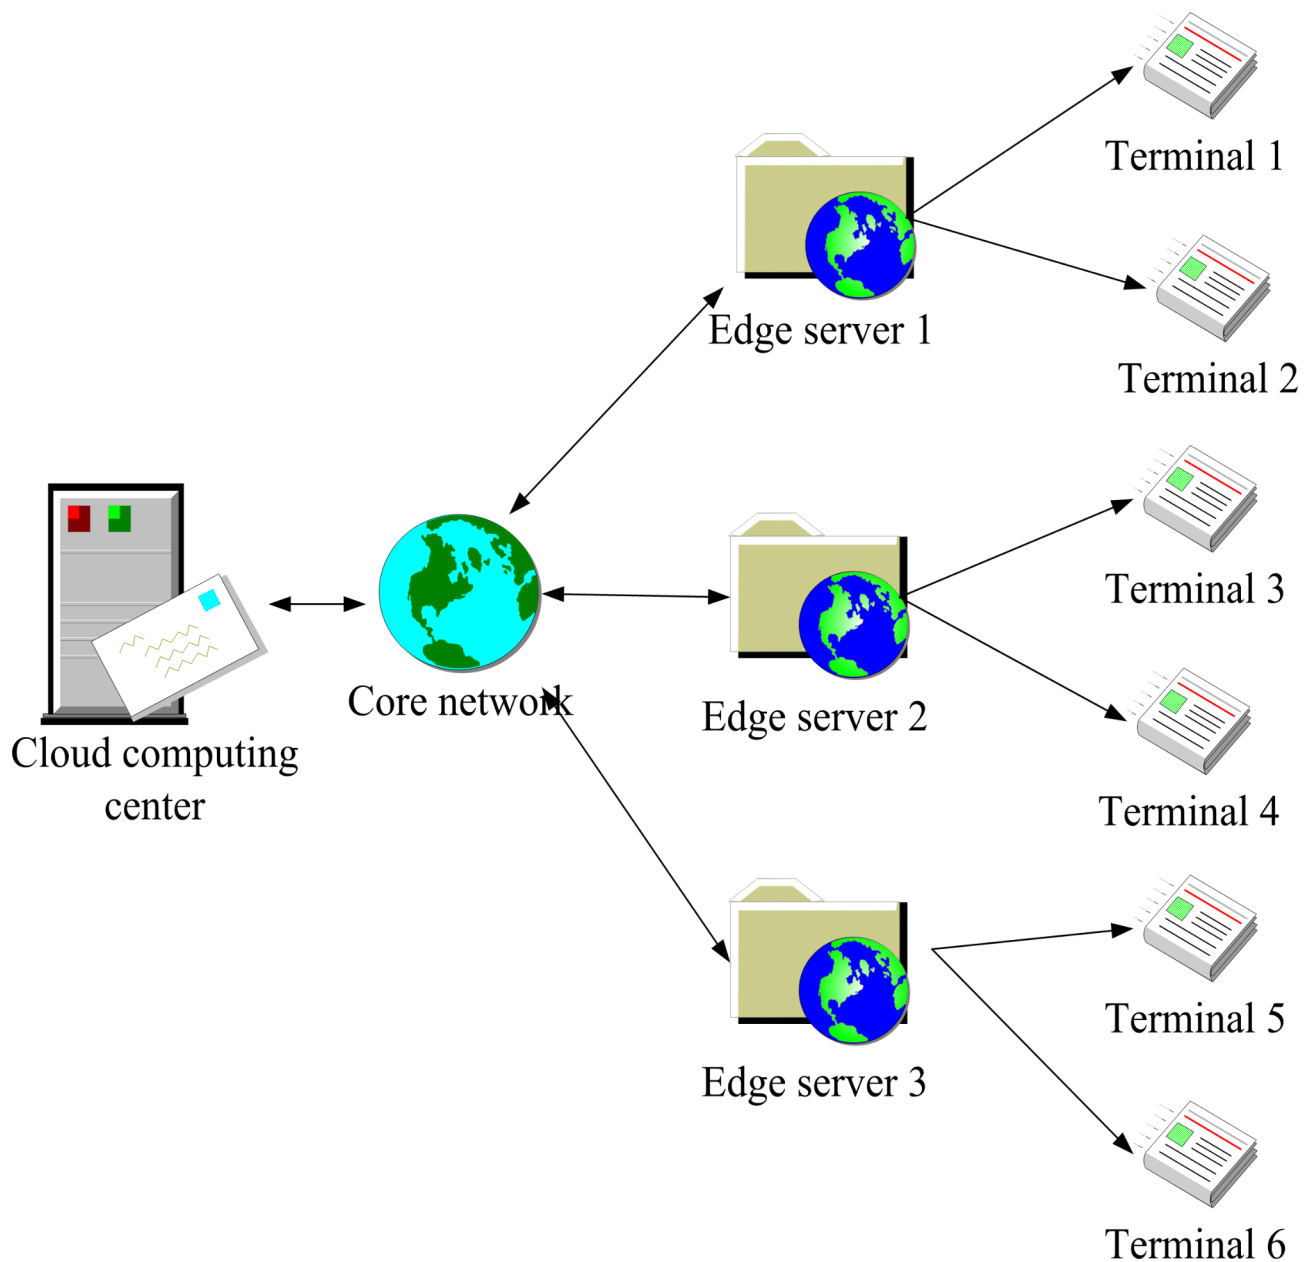 Terminal 1
Edge server 1
Terminal 2
Terminal 3
Core network
Edge server 2
Cloud computing
center
Terminal 4
Terminal 5
Edge server 3
Terminal 6